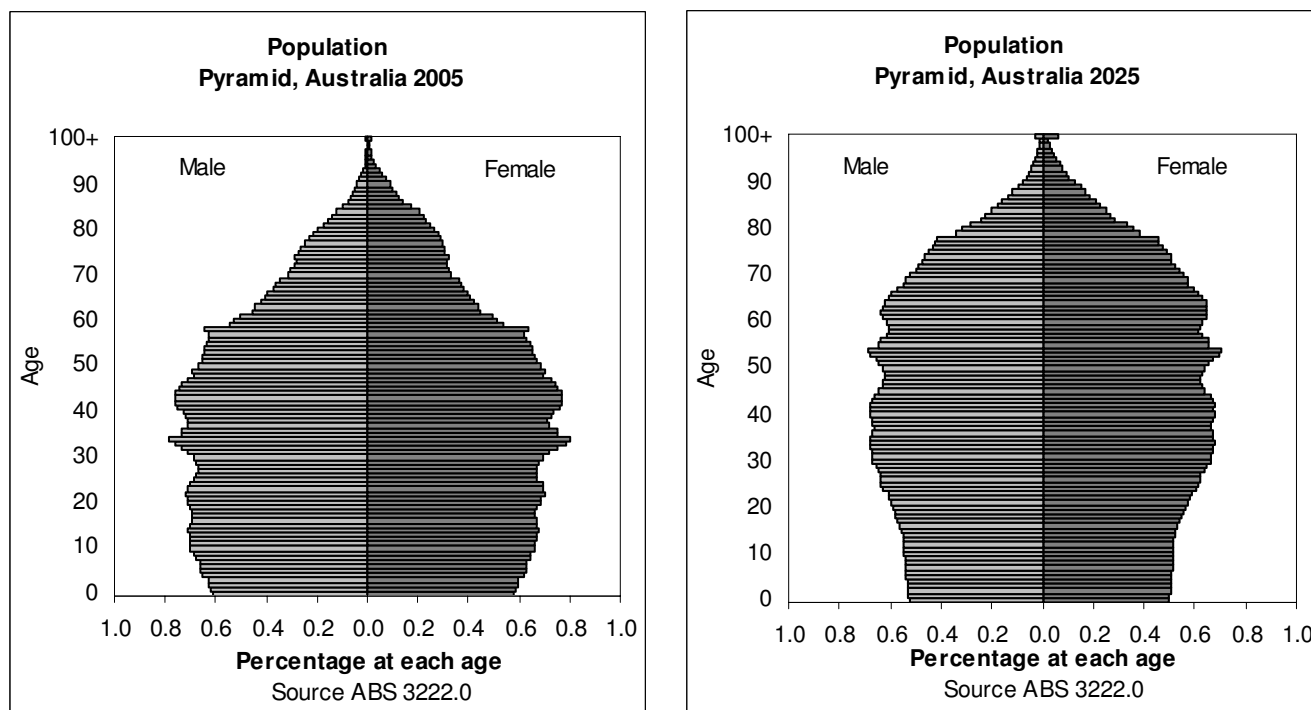 Population
Pyramid, Australia 2005
100+
90
80
70
60
50
40
30
20
10
0
Age
Male
Female
1.0 0.8 0.6 0.4 0.2 0.0 0.2 0.4 0.6 0.8 1.0
Percentage at each age
Source ABS 3222.0
Population
Pyramid, Australia 2025
100+
90
80
70
60
50
40
30
20
10
0
Age
Male
Female
1.0 0.8 0.6 0.4 0.2 0.0 0.2 0.4 0.6 0.8 1.0
Percentage at each age
Source ABS 3222.0